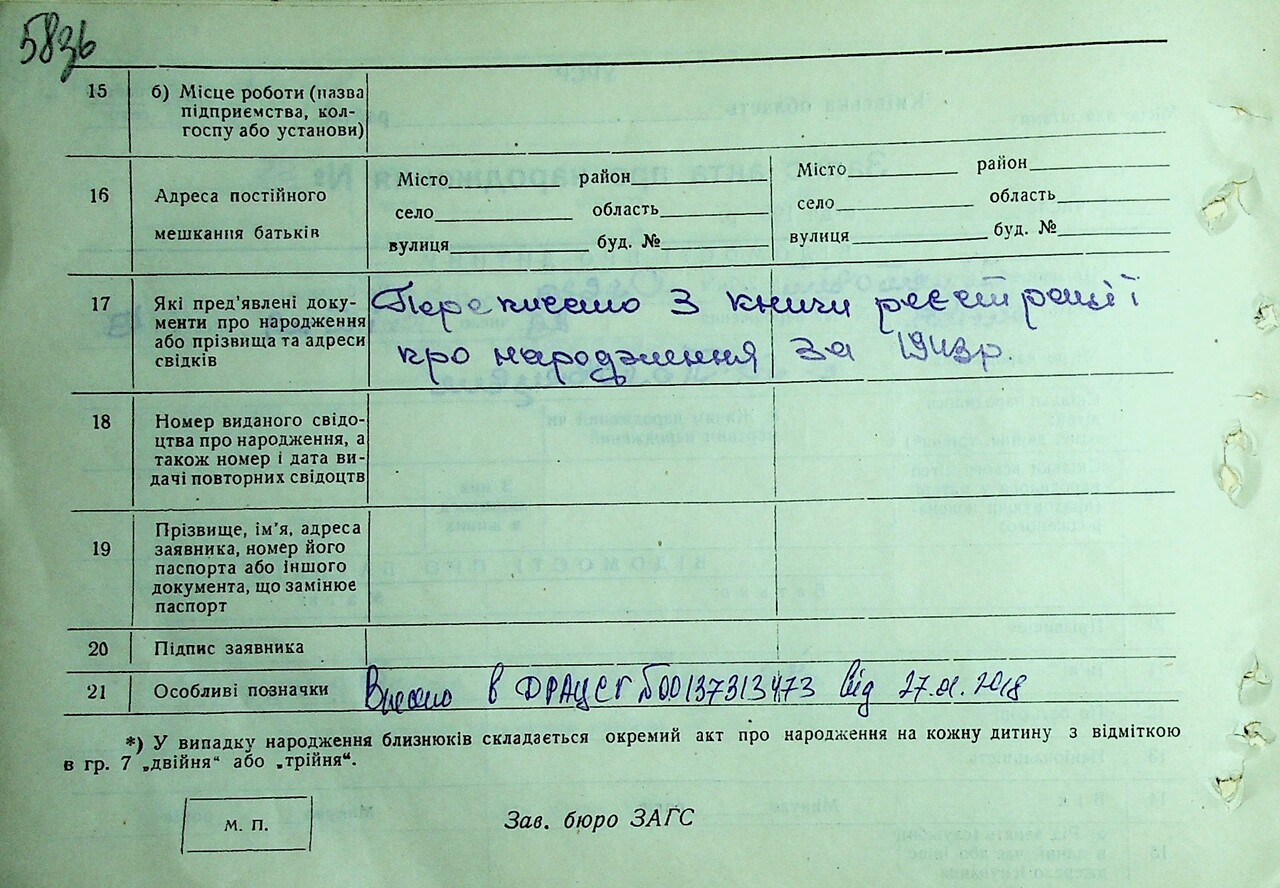 58зв
15 б) Місце роботи (назва
підприємства, кол-
госпу або установи)
16 Адреса постійного
мешкання батьків
Місто район
село область
вулиця буд. №
Місто район
село область
вулиця буд. №
17 Які пред'явлені доку-
менти про народження
або прізвища та адреси
свідків
Переписано з книги реєстрації
про народження за 1943р.
18 Номер виданого свідо-
цтва про народження, а
також номер і дата ви-
дачі повторних свідоцтв
19 Прізвище, ім'я, адреса
заявника, номер його
паспорта або іншого
документа, що замінює
паспорт
20 Підпис заявника
21 Особливі позначки Внесено в ДРАЦСГ №00137313473 від 27.01.2018
*) У випадку народження близнюків складається окремий акт про народження на кожну дитину з відміткою
в гр. 7 „двійня“ або „трійня“.
м. п.
Зав. бюро ЗАГС